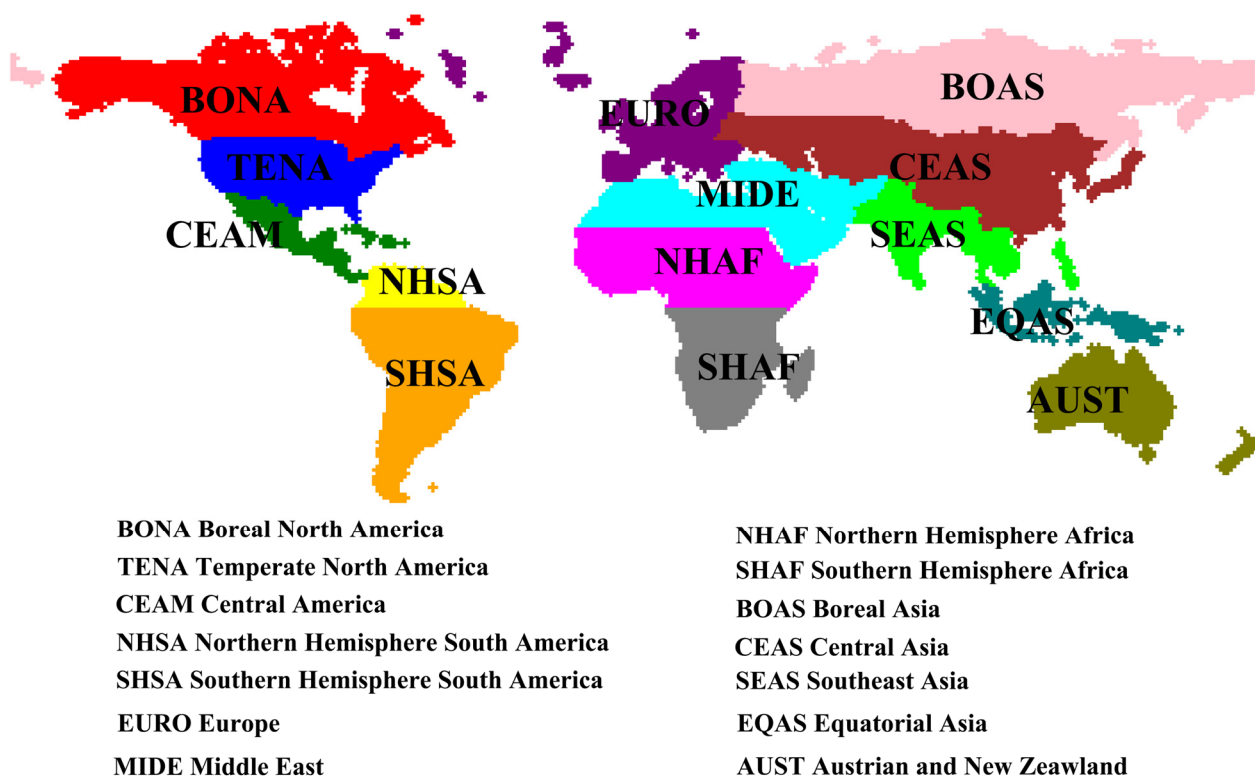 BONA
BOAS
EURO
TENA
CEAS
MIDE
CEAM
SEAS
NHAF
NHSA
EQAS
SHAF
SHSA
AUST
BONA Boreal North America
TENA Temperate North America
CEAM Central America
NHSA Northern Hemisphere South America
SHSA Southern Hemisphere South America
EURO Europe
MIDE Middle East
NHAF Northern Hemisphere Africa
SHAF Southern Hemisphere Africa
BOAS Boreal Asia
CEAS Central Asia
SEAS Southeast Asia
EQAS Equatorial Asia
AUST Austrian and New Zeawland